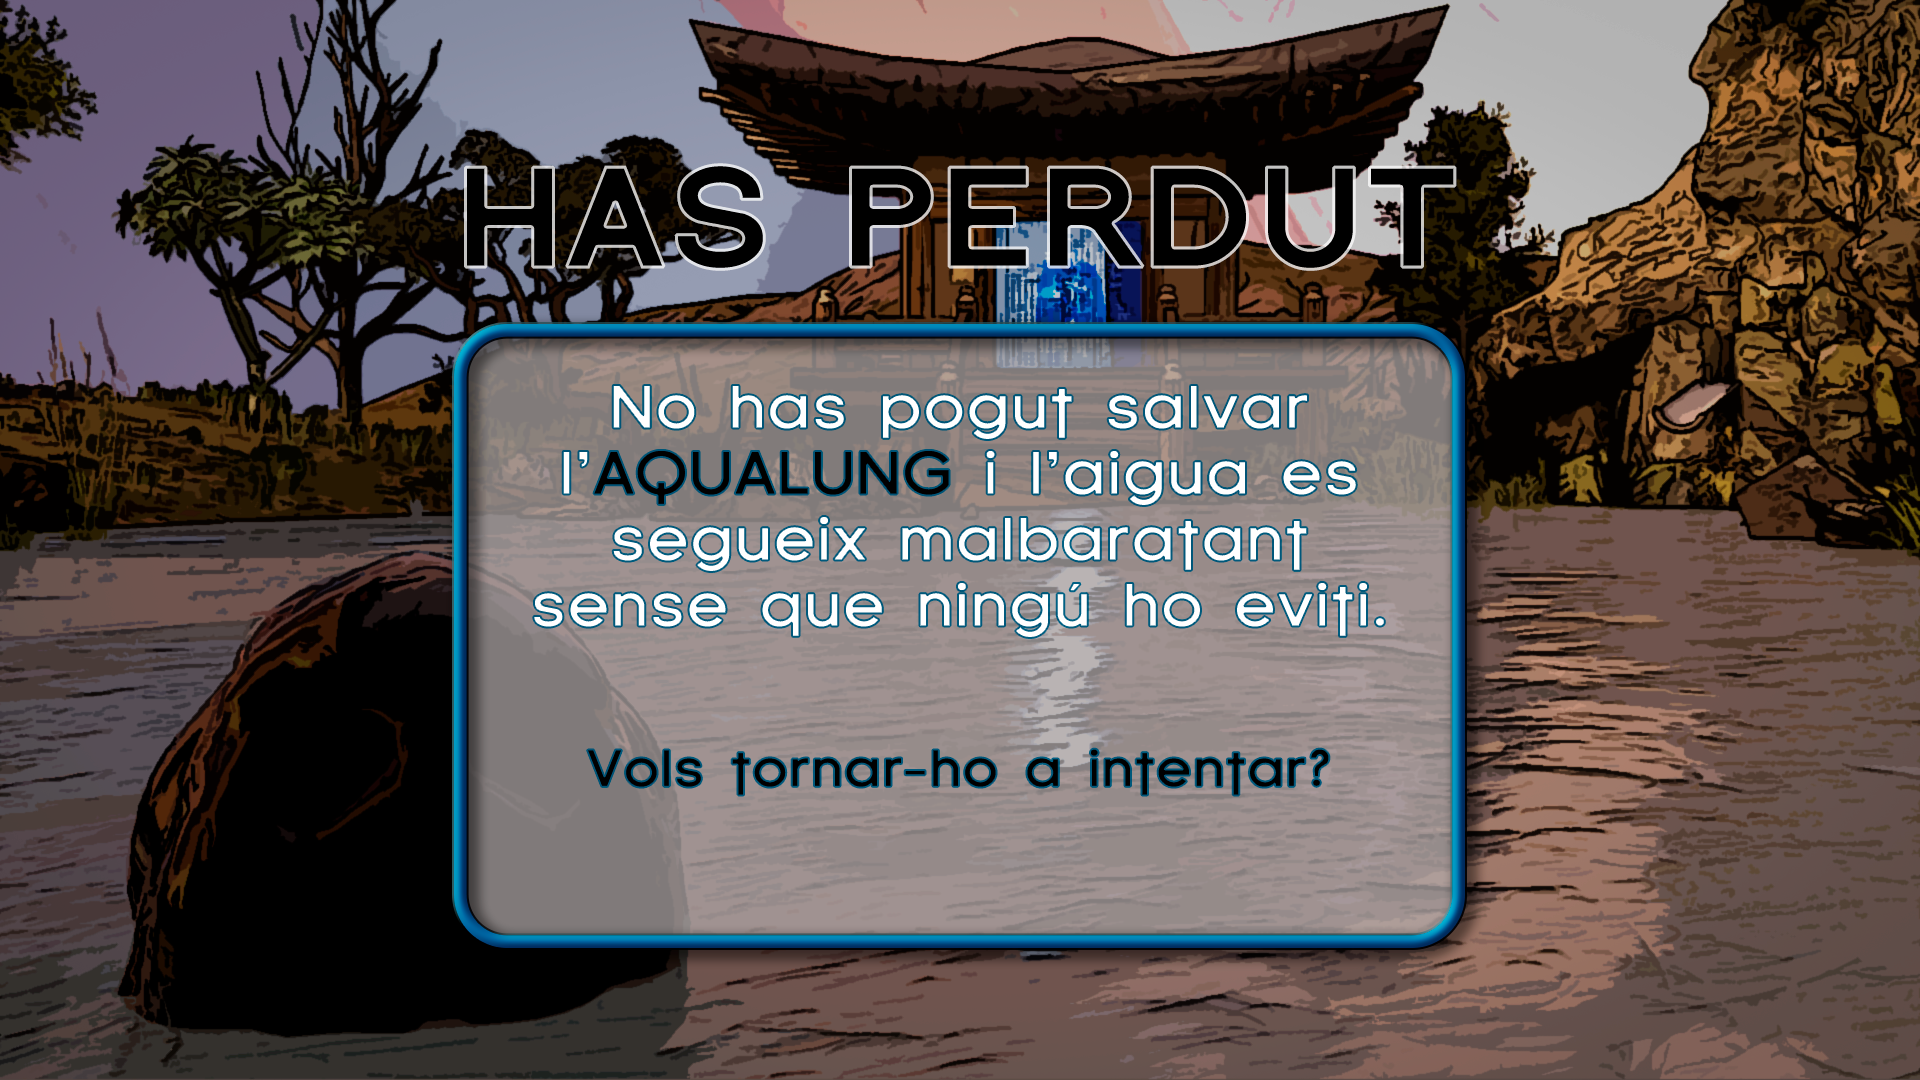 HAS PERDUT
No has pogut salvar
l’AQUALUNG i l’aigua es
segueix malbaratant
sense que ningú ho eviti.
Vols tornar-ho a intentar?